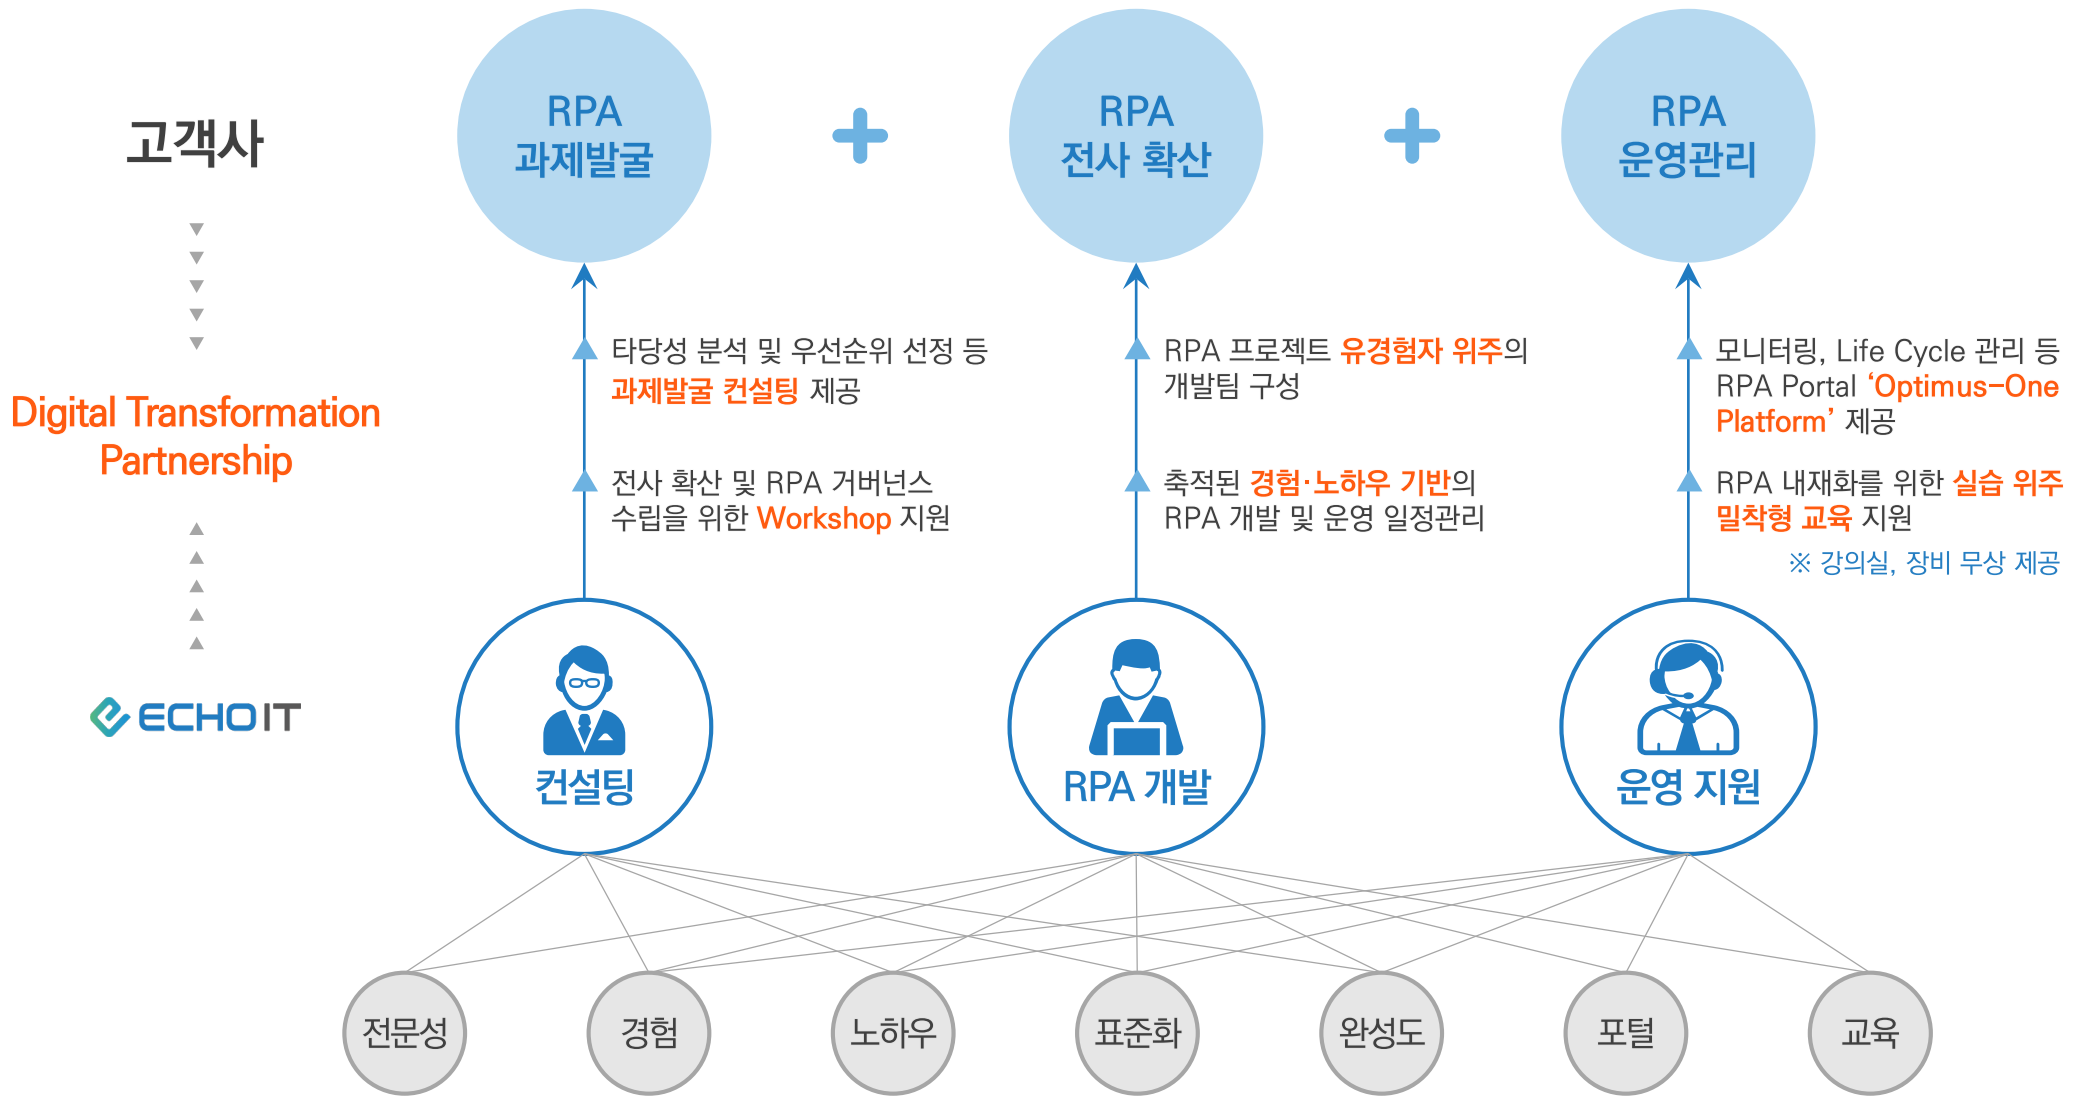 고객사
Digital Transformation
Partnership
ECHO IT
RPA
과제발굴
RPA
전사 확산
RPA
운영관리
타당성 분석 및 우선순위 선정 등
과제발굴 컨설팅 제공
전사 확산 및 RPA 거버넌스
수립을 위한 Workshop 지원
RPA 프로젝트 유경험자 위주의
개발팀 구성
축적된 경험·노하우 기반의
RPA 개발 및 운영 일정관리
모니터링, Life Cycle 관리 등
RPA Portal ‘Optimus-One
Platform’ 제공
RPA 내재화를 위한 실습 위주
밀착형 교육 지원
※ 강의실, 장비 무상 제공
컨설팅
RPA 개발
운영 지원
전문성
경험
노하우
표준화
완성도
포털
교육